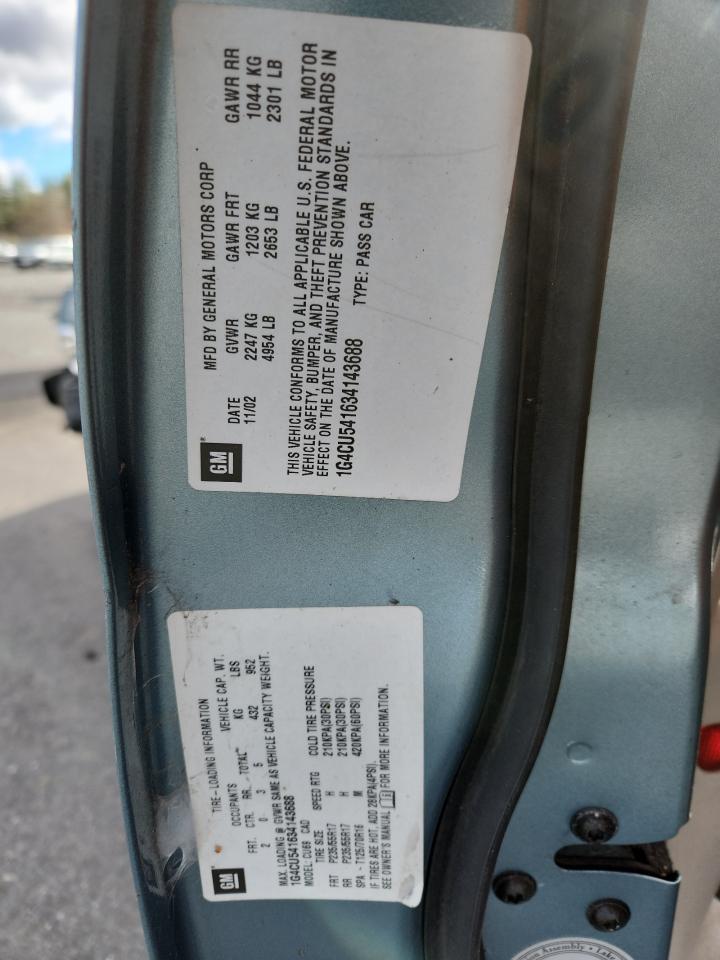 GM
MFD BY GENERAL MOTORS CORP
DATE GVWR GAWR FRT GAWR RR
11/02 2247 KG 1203 KG 1044 KG
4954 LB 2653 LB 2301 LB
THIS VEHICLE CONFORMS TO ALL APPLICABLE U.S. FEDERAL MOTOR
VEHICLE SAFETY, BUMPER, AND THEFT PREVENTION STANDARDS IN
EFFECT ON THE DATE OF MANUFACTURE SHOWN ABOVE.
1G4CU541634143688 TYPE: PASS CAR
GM
TIRE-LOADING INFORMATION
OCCUPANTS VEHICLE CAP. WT.
FRT. CTR. RR. TOTAL KG LBS
2 0 3 5 432 952
MAX. LOADING @ GVWR SAME AS VEHICLE CAPACITY WEIGHT.
1G4CU541634143688
MODEL: CU69 CAD
TIRE SIZE SPEED RTG COLD TIRE PRESSURE
FRT P235/55R17 H 210KPA(30PSI)
RR P235/55R17 H 210KPA(30PSI)
SPA - T125/70R16 M 420KPA(60PSI)
IF TIRES ARE HOT, ADD 28KPA(4PSI).
SEE OWNER'S MANUAL FOR MORE INFORMATION.
Assembly • Lake